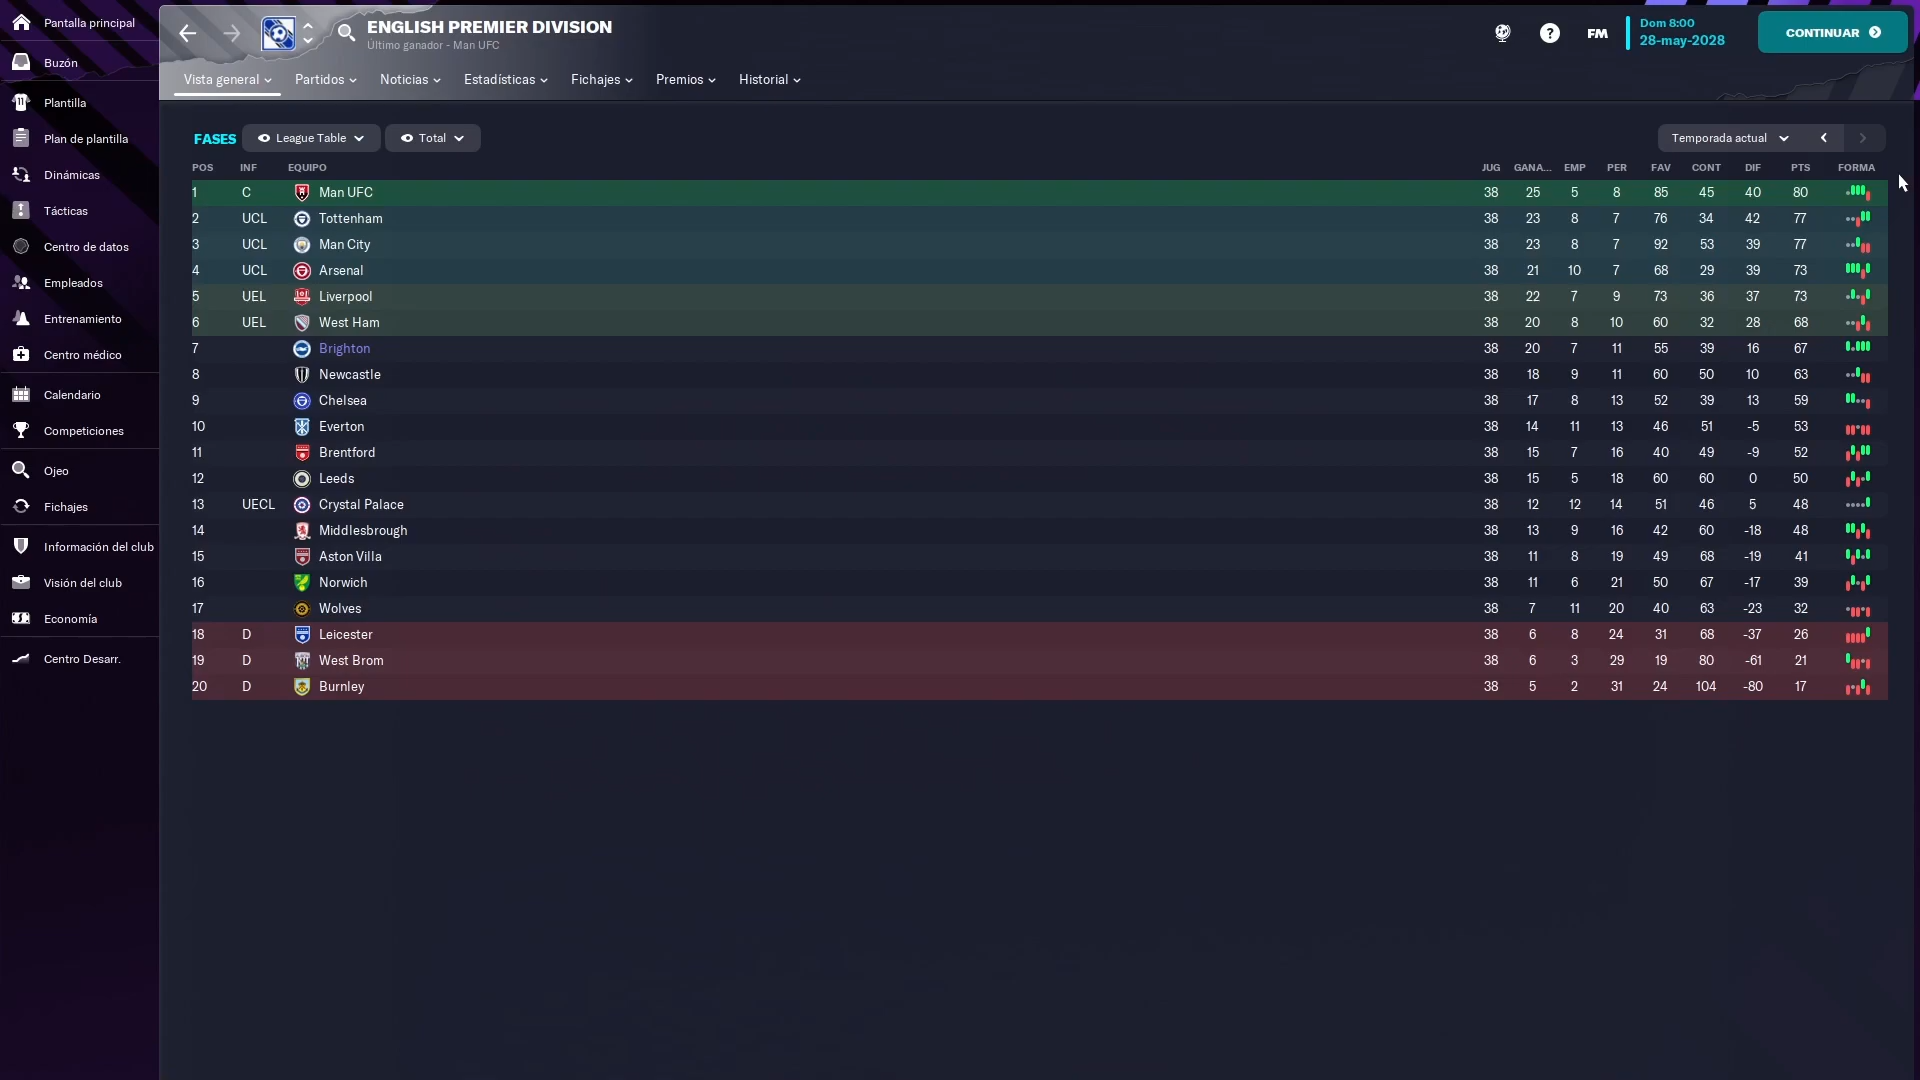 Pantalla principal
Buzón
Plantilla
Plan de plantilla
Dinámicas
Tácticas
Centro de datos
Empleados
Entrenamiento
Centro médico
Calendario
Competiciones
Ojeo
Fichajes
Información del club
Visión del club
Economía
Centro Desarr.
ENGLISH PREMIER DIVISION
Último ganador - Man UFC
FM
Dom 8:00
28-may-2028
CONTINUAR
Vista general Partidos Noticias Estadísticas Fichajes Premios Historial
FASES League Table Total Temporada actual
POS INF EQUIPO JUG GANA... EMP PER FAV CONT DIF PTS FORMA
1 C Man UFC 38 25 5 8 85 45 40 80
2 UCL Tottenham 38 23 8 7 76 34 42 77
3 UCL Man City 38 23 8 7 92 53 39 77
4 UCL Arsenal 38 21 10 7 68 29 39 73
5 UEL Liverpool 38 22 7 9 73 36 37 73
6 UEL West Ham 38 20 8 10 60 32 28 68
7 Brighton 38 20 7 11 55 39 16 67
8 Newcastle 38 18 9 11 60 50 10 63
9 Chelsea 38 17 8 13 52 39 13 59
10 Everton 38 14 11 13 46 51 -5 53
11 Brentford 38 15 7 16 40 49 -9 52
12 Leeds 38 15 5 18 60 60 0 50
13 UECL Crystal Palace 38 12 12 14 51 46 5 48
14 Middlesbrough 38 13 9 16 42 60 -18 48
15 Aston Villa 38 11 8 19 49 68 -19 41
16 Norwich 38 11 6 21 50 67 -17 39
17 Wolves 38 7 11 20 40 63 -23 32
18 D Leicester 38 6 8 24 31 68 -37 26
19 D West Brom 38 6 3 29 19 80 -61 21
20 D Burnley 38 5 2 31 24 104 -80 17